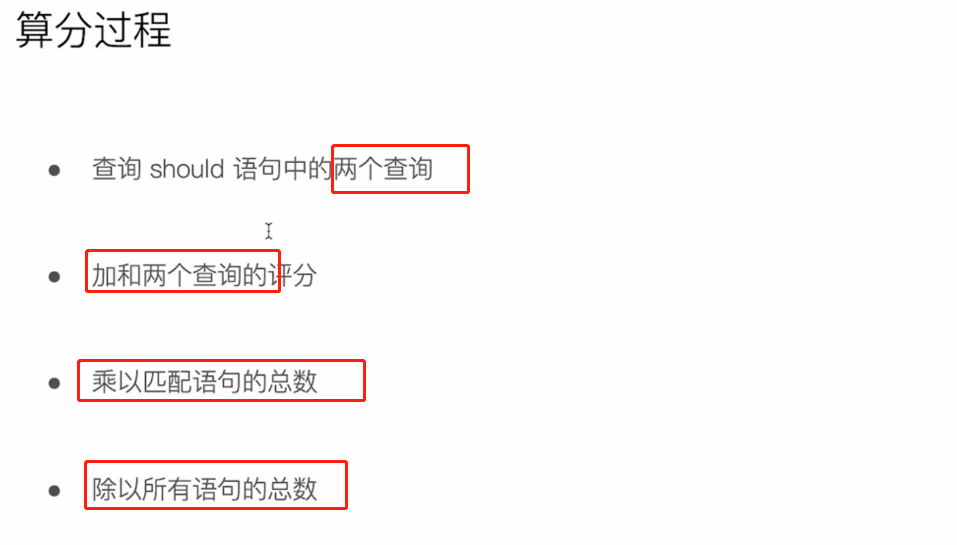 算分过程
查询 should 语句中的两个查询
加和两个查询的评分
乘以匹配语句的总数
除以所有语句的总数